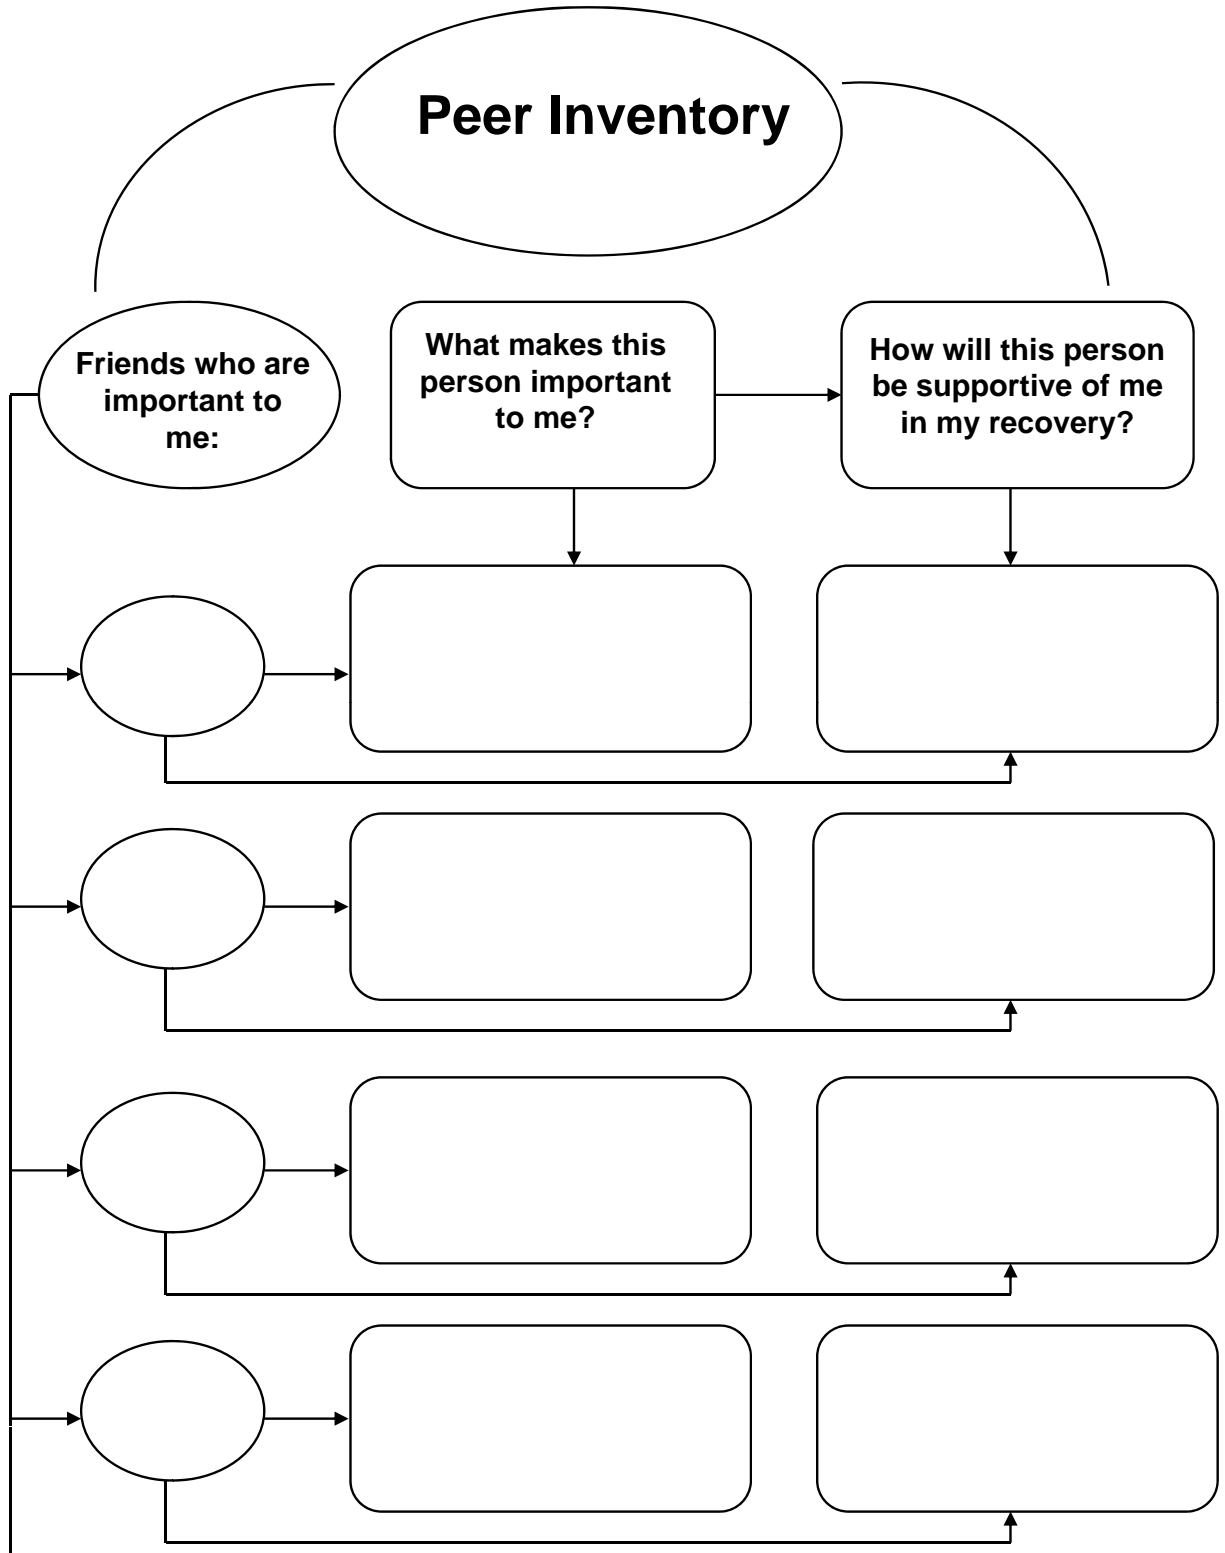 Peer Inventory
Friends who are
important to
me:
What makes this
person important
to me?
How will this person
be supportive of me
in my recovery?